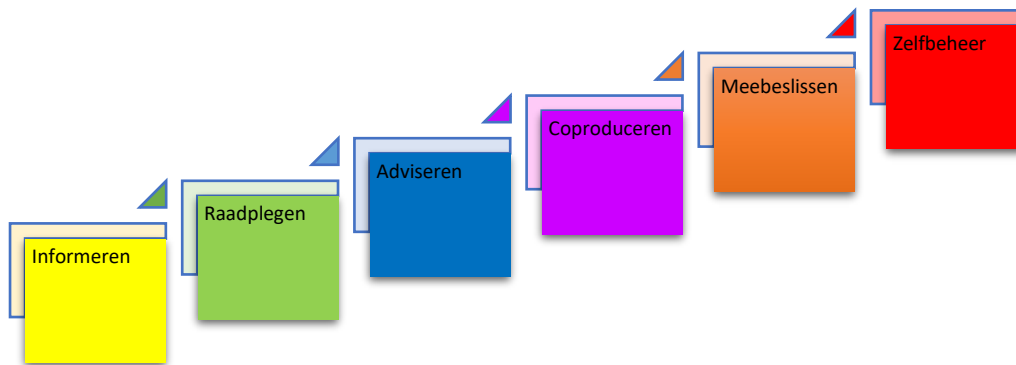 Informeren
Raadplegen
Adviseren
Coproduceren
Meebeslissen
Zelfbeheer